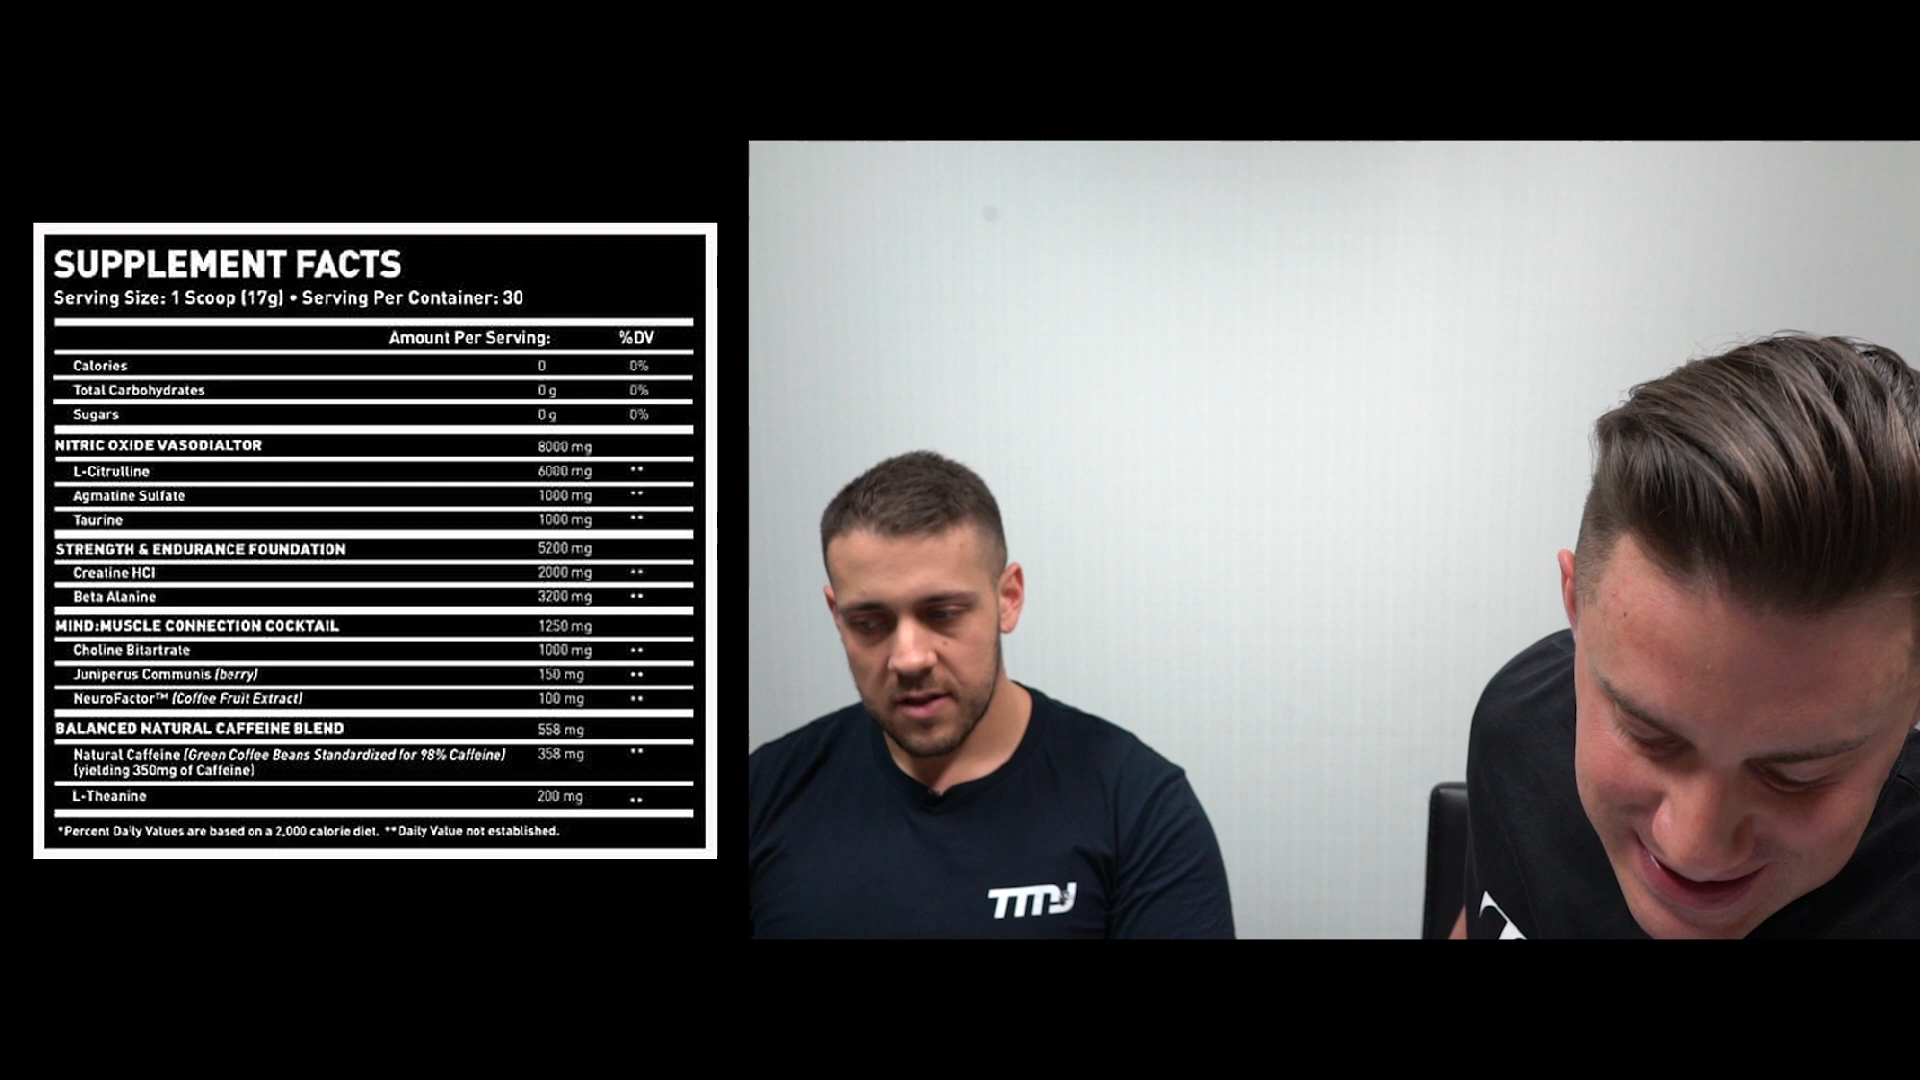 SUPPLEMENT FACTS
Serving Size: 1 Scoop (17g) • Serving Per Container: 30
Amount Per Serving: %DV
Calories 0 0%
Total Carbohydrates 0 g 0%
Sugars 0 g 0%
NITRIC OXIDE VASODIALTOR 8000 mg
L-Citrulline 6000 mg **
Agmatine Sulfate 1000 mg **
Taurine 1000 mg **
STRENGTH & ENDURANCE FOUNDATION 5200 mg
Creatine HCl 2000 mg **
Beta Alanine 3200 mg **
MIND:MUSCLE CONNECTION COCKTAIL 1250 mg
Choline Bitartrate 1000 mg **
Juniperus Communis (berry) 150 mg **
NeuroFactor™ (Coffee Fruit Extract) 100 mg **
BALANCED NATURAL CAFFEINE BLEND 558 mg
Natural Caffeine (Green Coffee Beans Standardized for 98% Caffeine) 358 mg **
(yielding 350mg of Caffeine)
L-Theanine 200 mg **
*Percent Daily Values are based on a 2,000 calorie diet. **Daily Value not established.